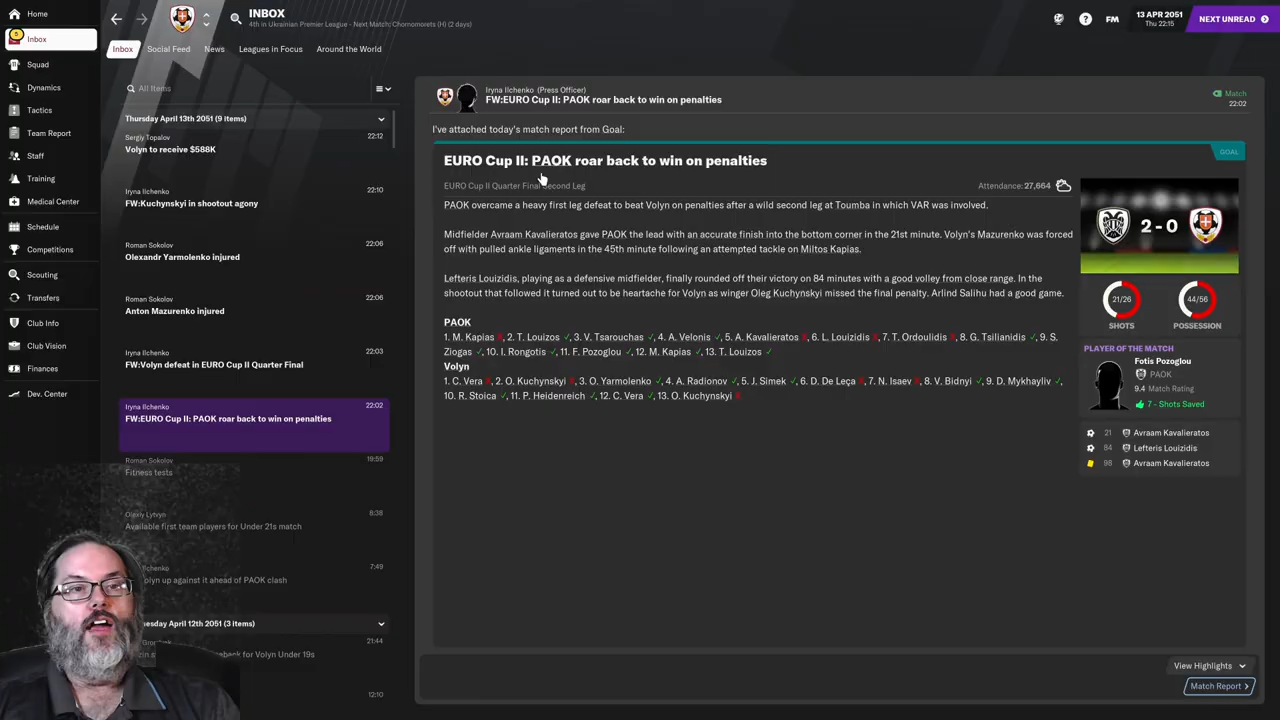 Home
INBOX
4th in Ukrainian Premier League - Next Match: Chornomorets (H) (2 days)
FM
13 APR 2051
Thu 22:15
NEXT UNREAD
Inbox
Squad
Dynamics
Tactics
Team Report
Staff
Training
Medical Center
Schedule
Competitions
Scouting
Transfers
Club Info
Club Vision
Finances
Dev. Center
Inbox
Social Feed
News
Leagues in Focus
Around the World
All Items
Thursday April 13th 2051 (9 items)
Sergiy Topalov
22:12
Volyn to receive $588K
Iryna Ilchenko
22:10
FW:Kuchynskyi in shootout agony
Roman Sokolov
22:06
Olexandr Yarmolenko injured
Roman Sokolov
22:06
Anton Mazurenko injured
Iryna Ilchenko
22:03
FW:Volyn defeat in EURO Cup II Quarter Final
Iryna Ilchenko
22:02
FW:EURO Cup II: PAOK roar back to win on penalties
Roman Sokolov
19:59
Fitness tests
Olexiy Lytvyn
8:38
Available first team players for Under 21s match
7:49
olyn up against it ahead of PAOK clash
April 12th 2051 (3 items)
21:44
back for Volyn Under 19s
12:10
Iryna Ilchenko (Press Officer)
FW:EURO Cup II: PAOK roar back to win on penalties
Match
22:02
I've attached today's match report from Goal:
GOAL
EURO Cup II: PAOK roar back to win on penalties
EURO Cup II Quarter Final Second Leg
Attendance: 27,664
PAOK overcame a heavy first leg defeat to beat Volyn on penalties after a wild second leg at Toumba in which VAR was involved.
Midfielder Avraam Kavalieratos gave PAOK the lead with an accurate finish into the bottom corner in the 21st minute. Volyn's Mazurenko was forced
off with pulled ankle ligaments in the 45th minute following an attempted tackle on Miltos Kapias.
Lefteris Louizidis, playing as a defensive midfielder, finally rounded off their victory on 84 minutes with a good volley from close range. In the
shootout that followed it turned out to be heartache for Volyn as winger Oleg Kuchynskyi missed the final penalty. Arlind Salihu had a good game.
PAOK
1. M. Kapias ✗, 2. T. Louizos ✓, 3. V. Tsarouchas ✓, 4. A. Velonis ✓, 5. A. Kavalieratos ✗, 6. L. Louizidis ✗, 7. T. Ordoulidis ✗, 8. G. Tsilianidis ✓, 9. S.
Ziogas ✓, 10. I. Rongotis ✓, 11. F. Pozoglou ✓, 12. M. Kapias ✓, 13. T. Louizos ✓
Volyn
1. C. Vera ✗, 2. O. Kuchynskyi ✗, 3. O. Yarmolenko ✓, 4. A. Radionov ✓, 5. J. Simek ✓, 6. D. De Leça ✗, 7. N. Isaev ✗, 8. V. Bidnyi ✓, 9. D. Mykhayliv ✓,
10. R. Stoica ✓, 11. P. Heidenreich ✓, 12. C. Vera ✓, 13. O. Kuchynskyi ✗
2 - 0
21/26
SHOTS
44/56
POSSESSION
PLAYER OF THE MATCH
Fotis Pozoglou
PAOK
9.4 Match Rating
7 - Shots Saved
21 Avraam Kavalieratos
84 Lefteris Louizidis
98 Avraam Kavalieratos
View Highlights
Match Report